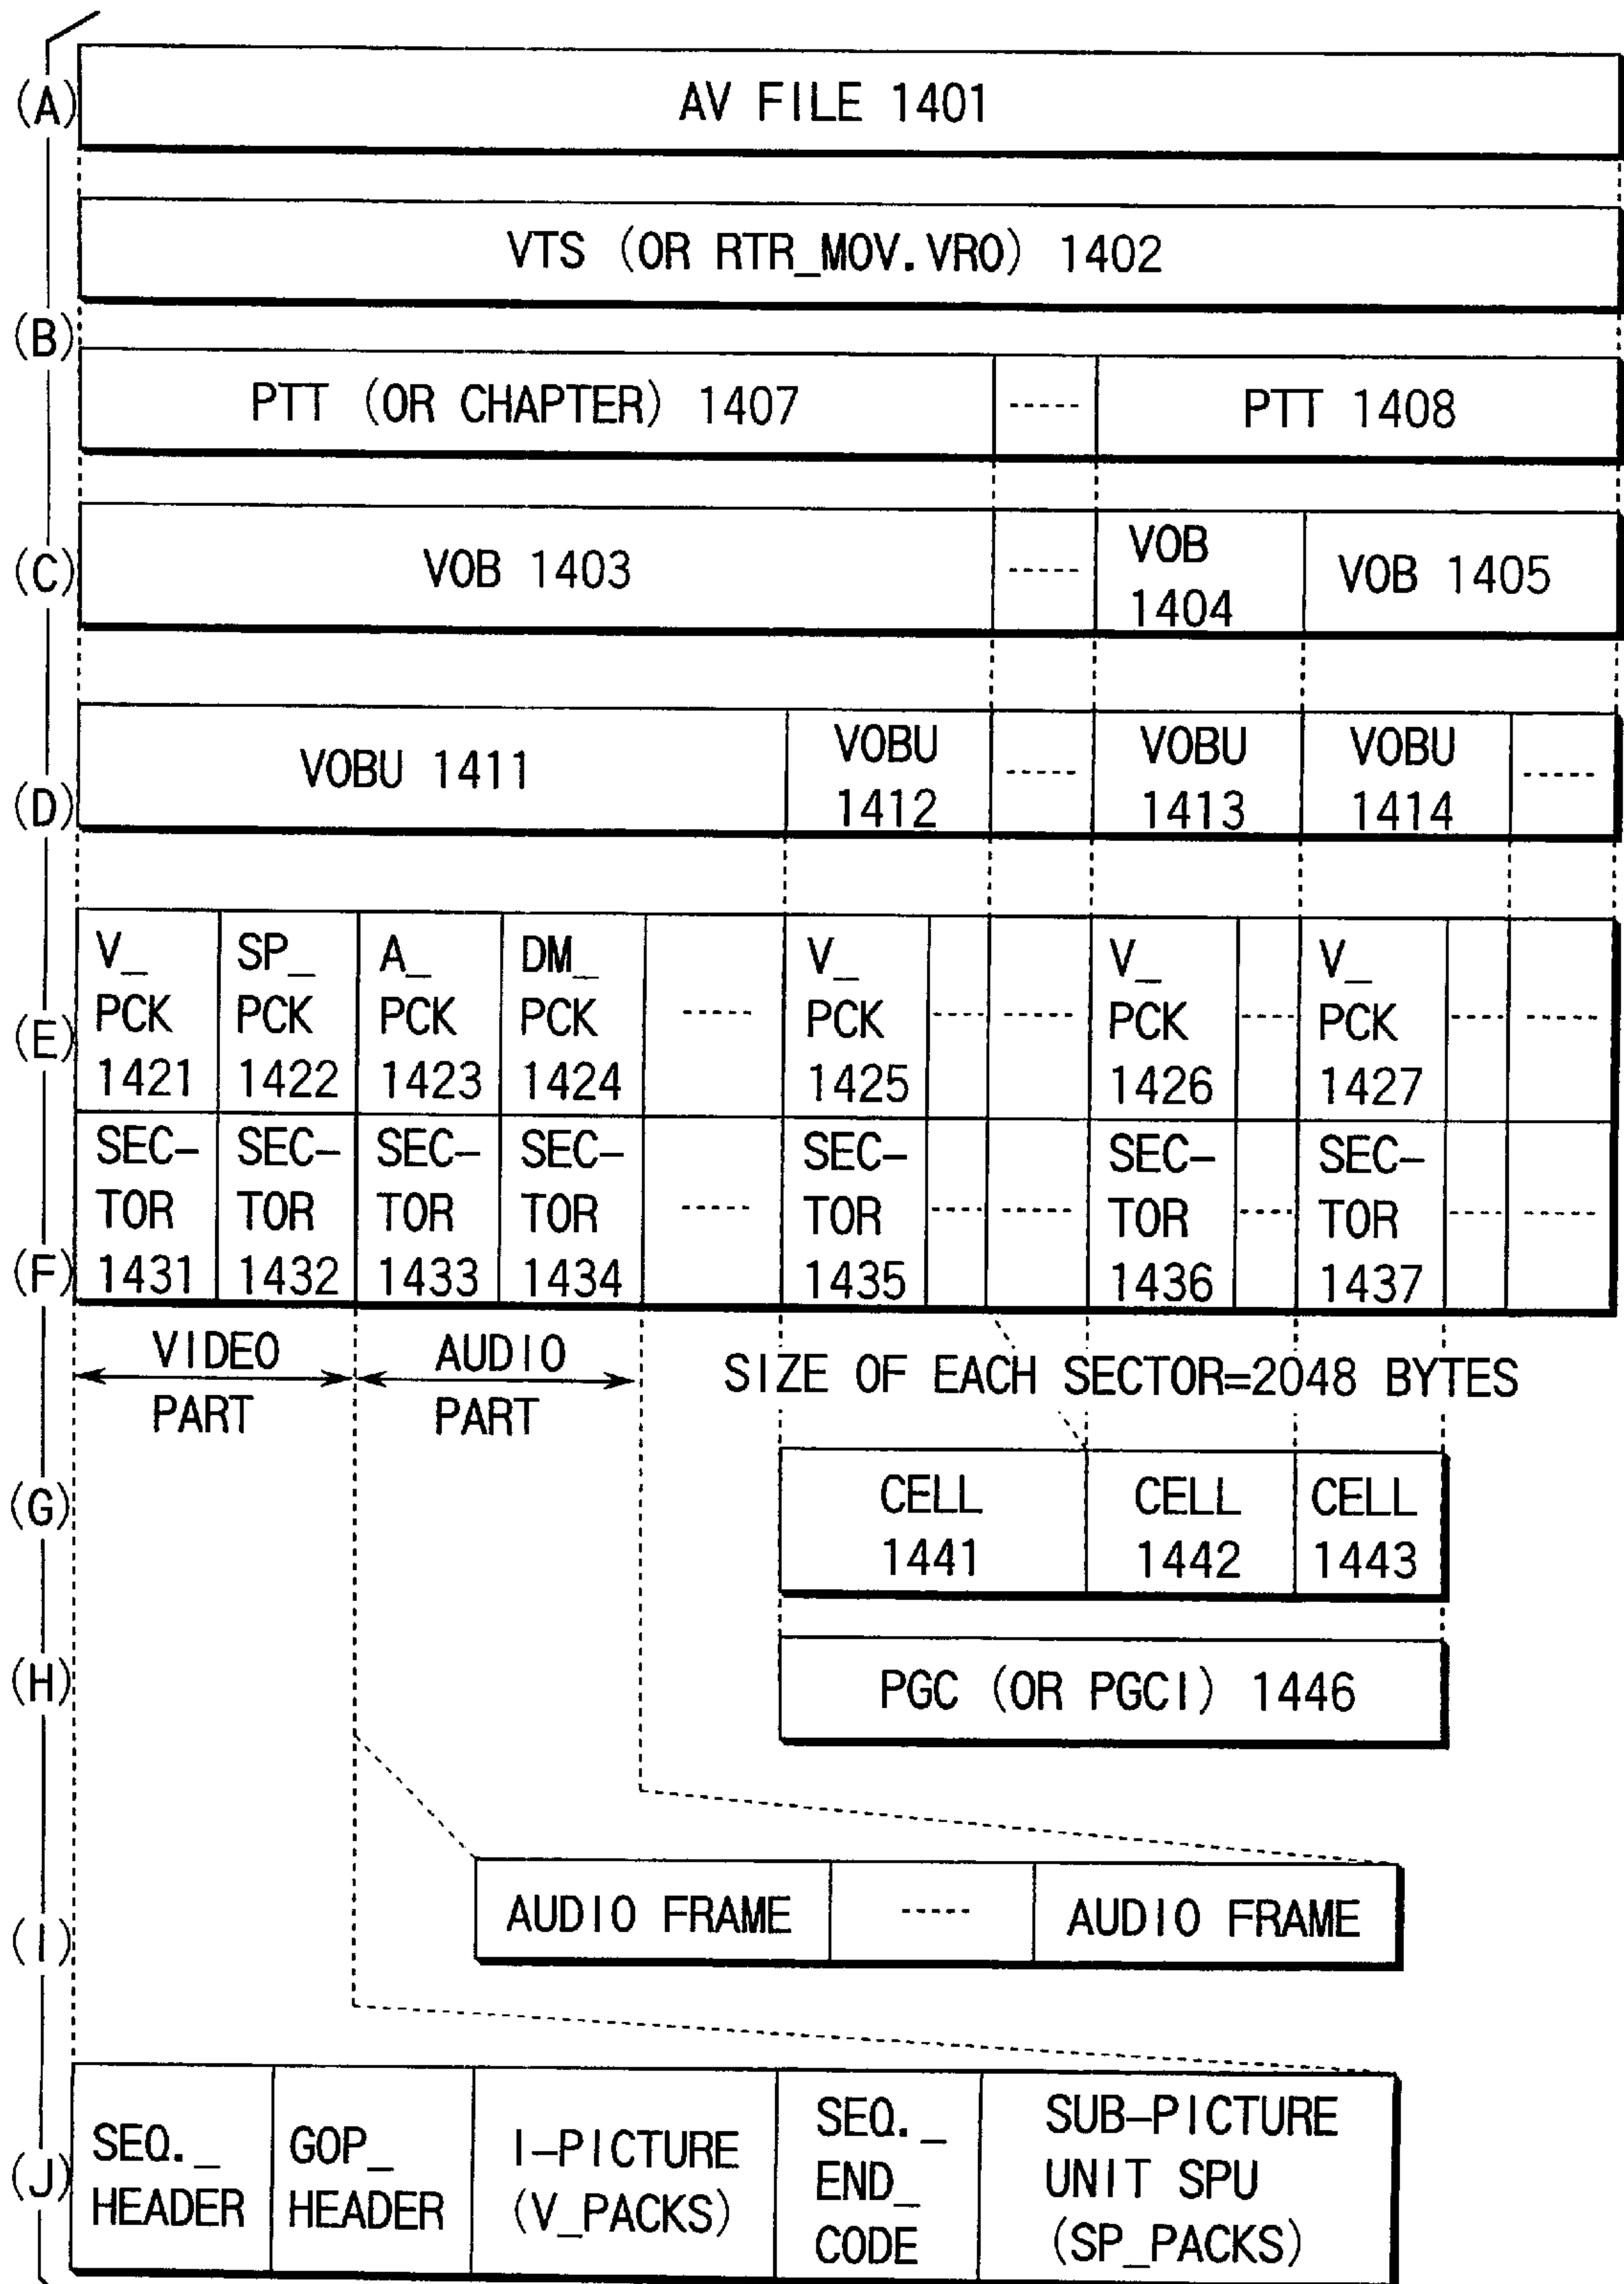 (A)
AV FILE 1401
VTS (OR RTR_MOV.VRO) 1402
(B)
PTT (OR CHAPTER) 1407
-----
PTT 1408
(C)
VOB 1403
-----
VOB
1404
VOB 1405
(D)
VOBU 1411
VOBU
1412
-----
VOBU
1413
VOBU
1414
-----
(E)
V_
PCK
1421
SP_
PCK
1422
A_
PCK
1423
DM_
PCK
1424
-----
V_
PCK
1425
----
-----
V_
PCK
1426
----
V_
PCK
1427
----
-----
(F)
SEC-
TOR
1431
SEC-
TOR
1432
SEC-
TOR
1433
SEC-
TOR
1434
-----
SEC-
TOR
1435
----
-----
SEC-
TOR
1436
----
SEC-
TOR
1437
----
-----
VIDEO
PART
AUDIO
PART
SIZE OF EACH SECTOR=2048 BYTES
(G)
CELL
1441
CELL
1442
CELL
1443
(H)
PGC (OR PGCI) 1446
(I)
AUDIO FRAME
-----
AUDIO FRAME
(J)
SEQ._
HEADER
GOP_
HEADER
I-PICTURE
(V_PACKS)
SEQ._
END_
CODE
SUB-PICTURE
UNIT SPU
(SP_PACKS)